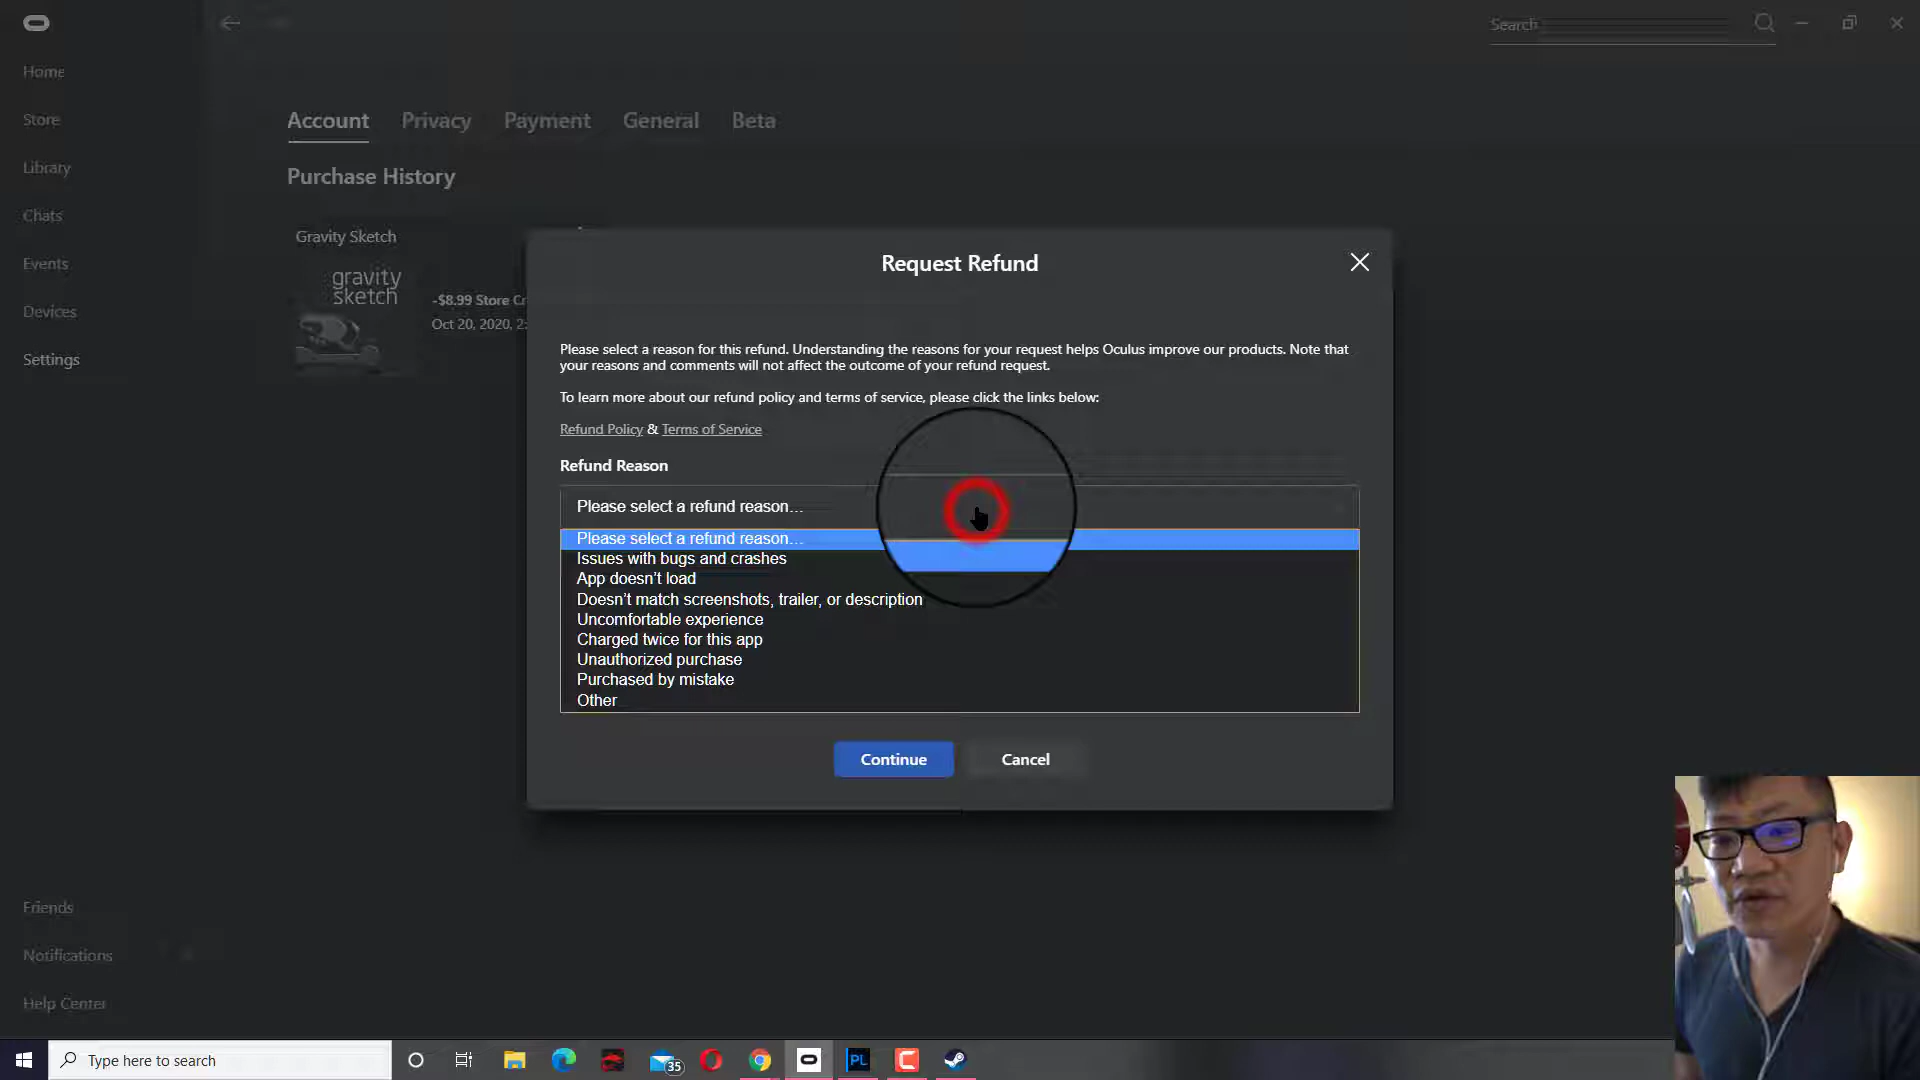 Search
Home
Store
Library
Chats
Events
Devices
Settings
Friends
Notifications
Help Center
Account Privacy Payment General Beta
Purchase History
Gravity Sketch
gravity
sketch
-$8.99 Store Cr
Oct 20, 2020, 2:
Request Refund
Please select a reason for this refund. Understanding the reasons for your request helps Oculus improve our products. Note that
your reasons and comments will not affect the outcome of your refund request.
To learn more about our refund policy and terms of service, please click the links below:
Refund Policy & Terms of Service
Refund Reason
Please select a refund reason...
Please select a refund reason...
Issues with bugs and crashes
App doesn't load
Doesn't match screenshots, trailer, or description
Uncomfortable experience
Charged twice for this app
Unauthorized purchase
Purchased by mistake
Other
Continue Cancel
Type here to search
35
PL